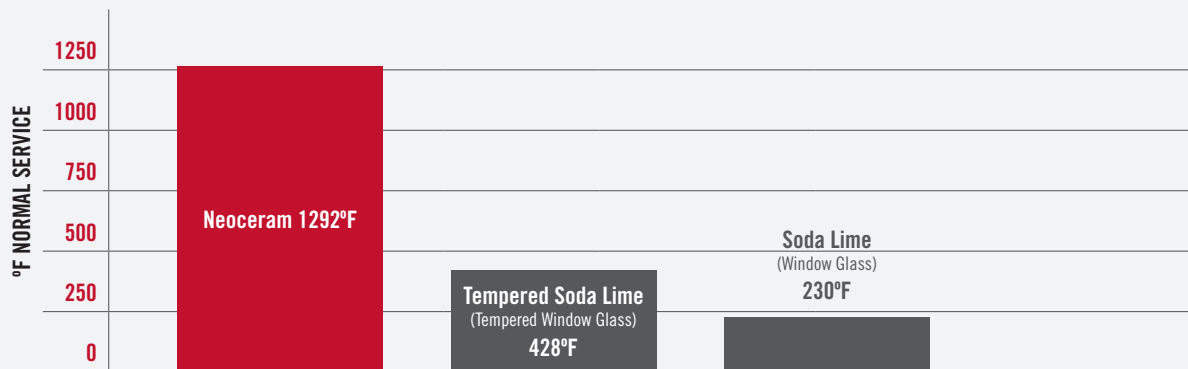 ºF NORMAL SERVICE
1250
1000
750
500
250
0
Neoceram 1292ºF
Tempered Soda Lime
(Tempered Window Glass)
428ºF
Soda Lime
(Window Glass)
230ºF